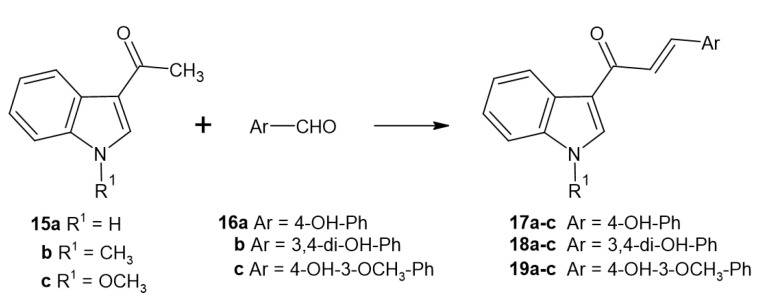 O
CH₃
N
R¹
+
Ar—CHO
O
Ar
N
R¹
15a R¹ = H
b R¹ = CH₃
c R¹ = OCH₃
16a Ar = 4-OH-Ph
b Ar = 3,4-di-OH-Ph
c Ar = 4-OH-3-OCH₃-Ph
17a-c Ar = 4-OH-Ph
18a-c Ar = 3,4-di-OH-Ph
19a-c Ar = 4-OH-3-OCH₃-Ph